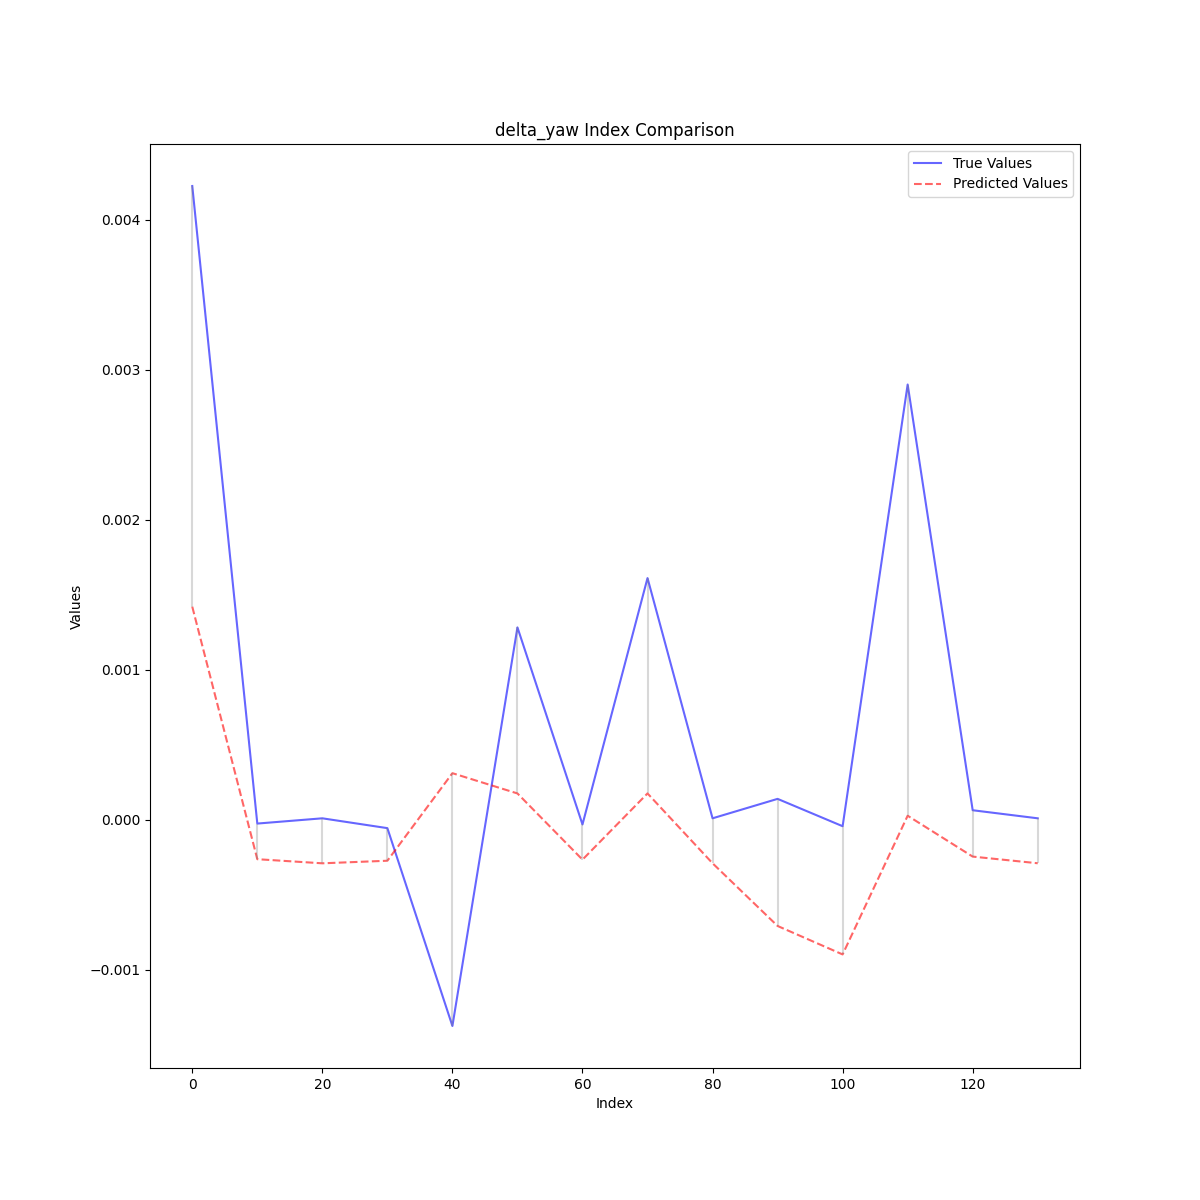 delta_yaw Index Comparison
True Values
Predicted Values
0.004
0.003
0.002
0.001
0.000
−0.001
Values
0 20 40 60 80 100 120
Index